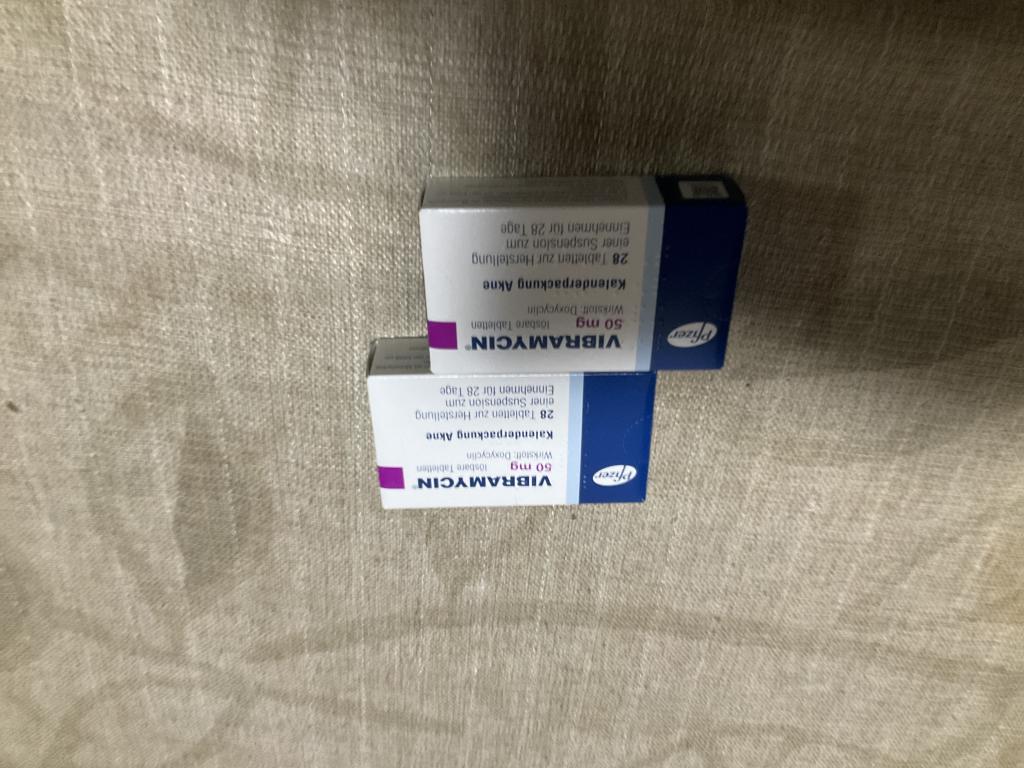 VIBRAMYCIN®
50 mg lösbare Tabletten
Wirkstoff: Doxycyclin
Kalenderpackung Akne
28 Tabletten zur Herstellung
einer Suspension zum
Einnehmen für 28 Tage
Pfizer
VIBRAMYCIN®
50 mg lösbare Tabletten
Wirkstoff: Doxycyclin
Kalenderpackung Akne
28 Tabletten zur Herstellung
einer Suspension zum
Einnehmen für 28 Tage
Pfizer